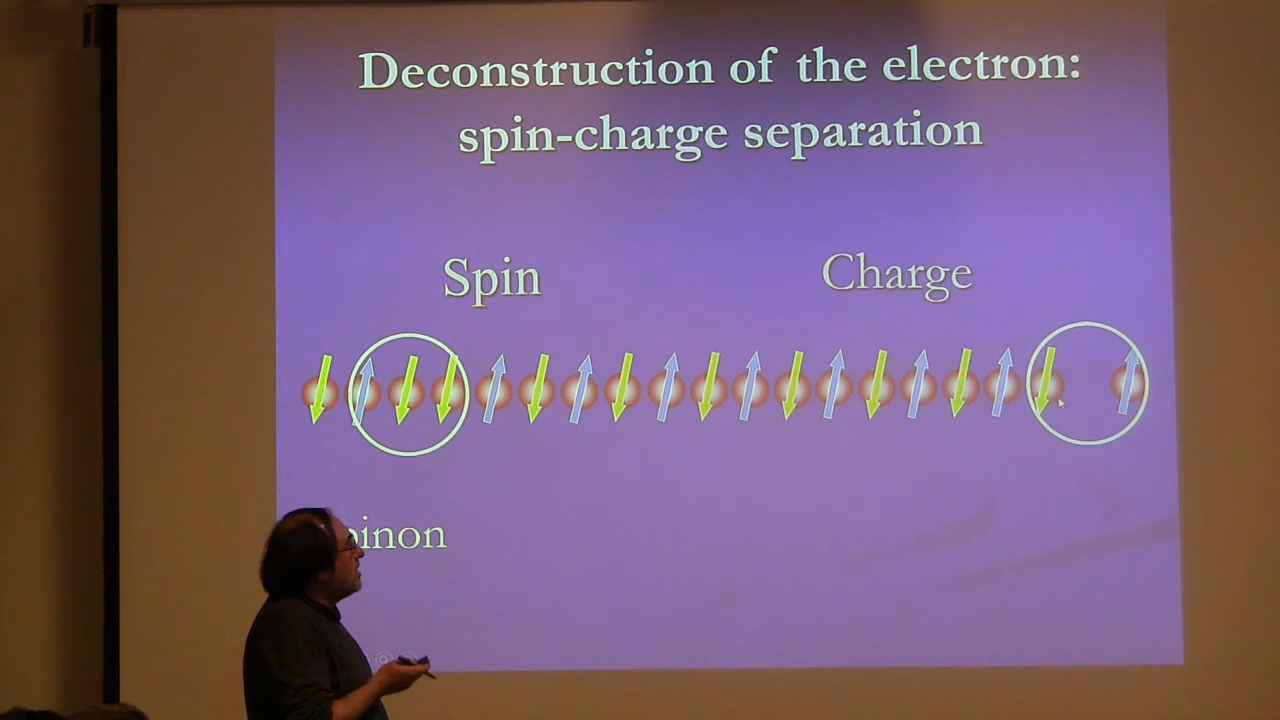 Deconstruction of the electron:
spin-charge separation
Spin
Charge
pinon